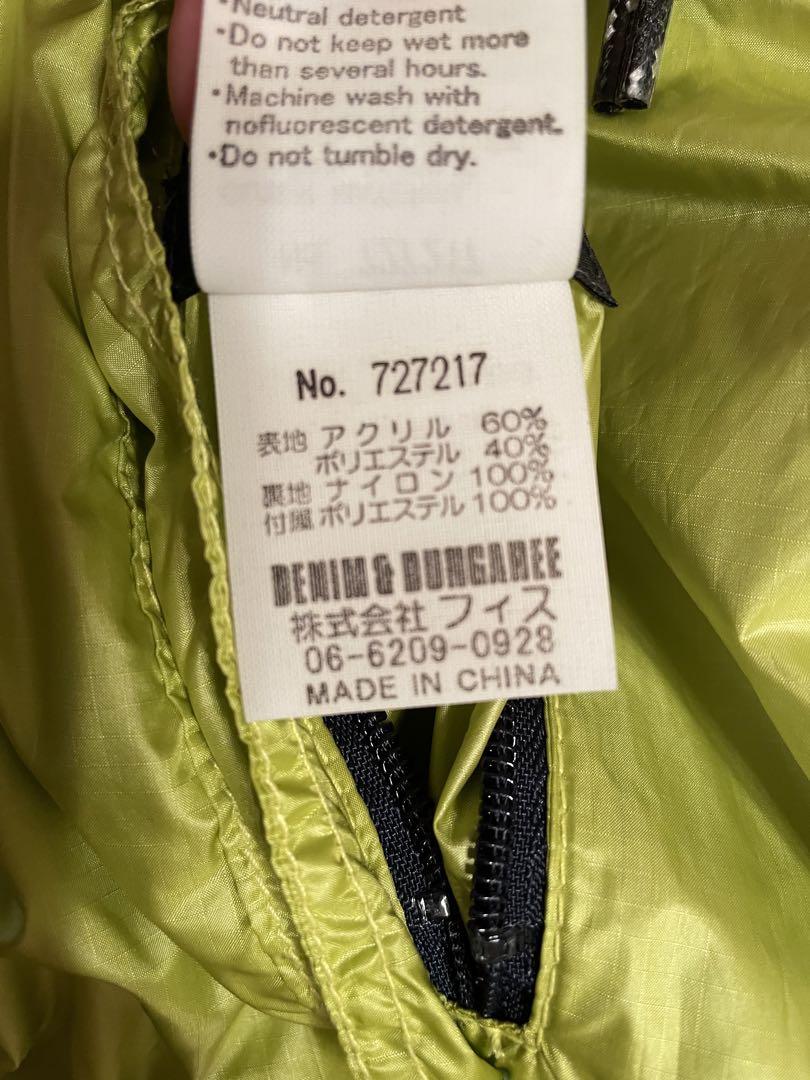 ・Neutral detergent
・Do not keep wet more
than several hours.
・Machine wash with
nofluorescent detergent.
・Do not tumble dry.
No. 727217
表地 アクリル 60%
ポリエステル 40%
裏地 ナイロン 100%
付属 ポリエステル 100%
DENIM & DUNGAREE
株式会社 フィス
06-6209-0928
MADE IN CHINA